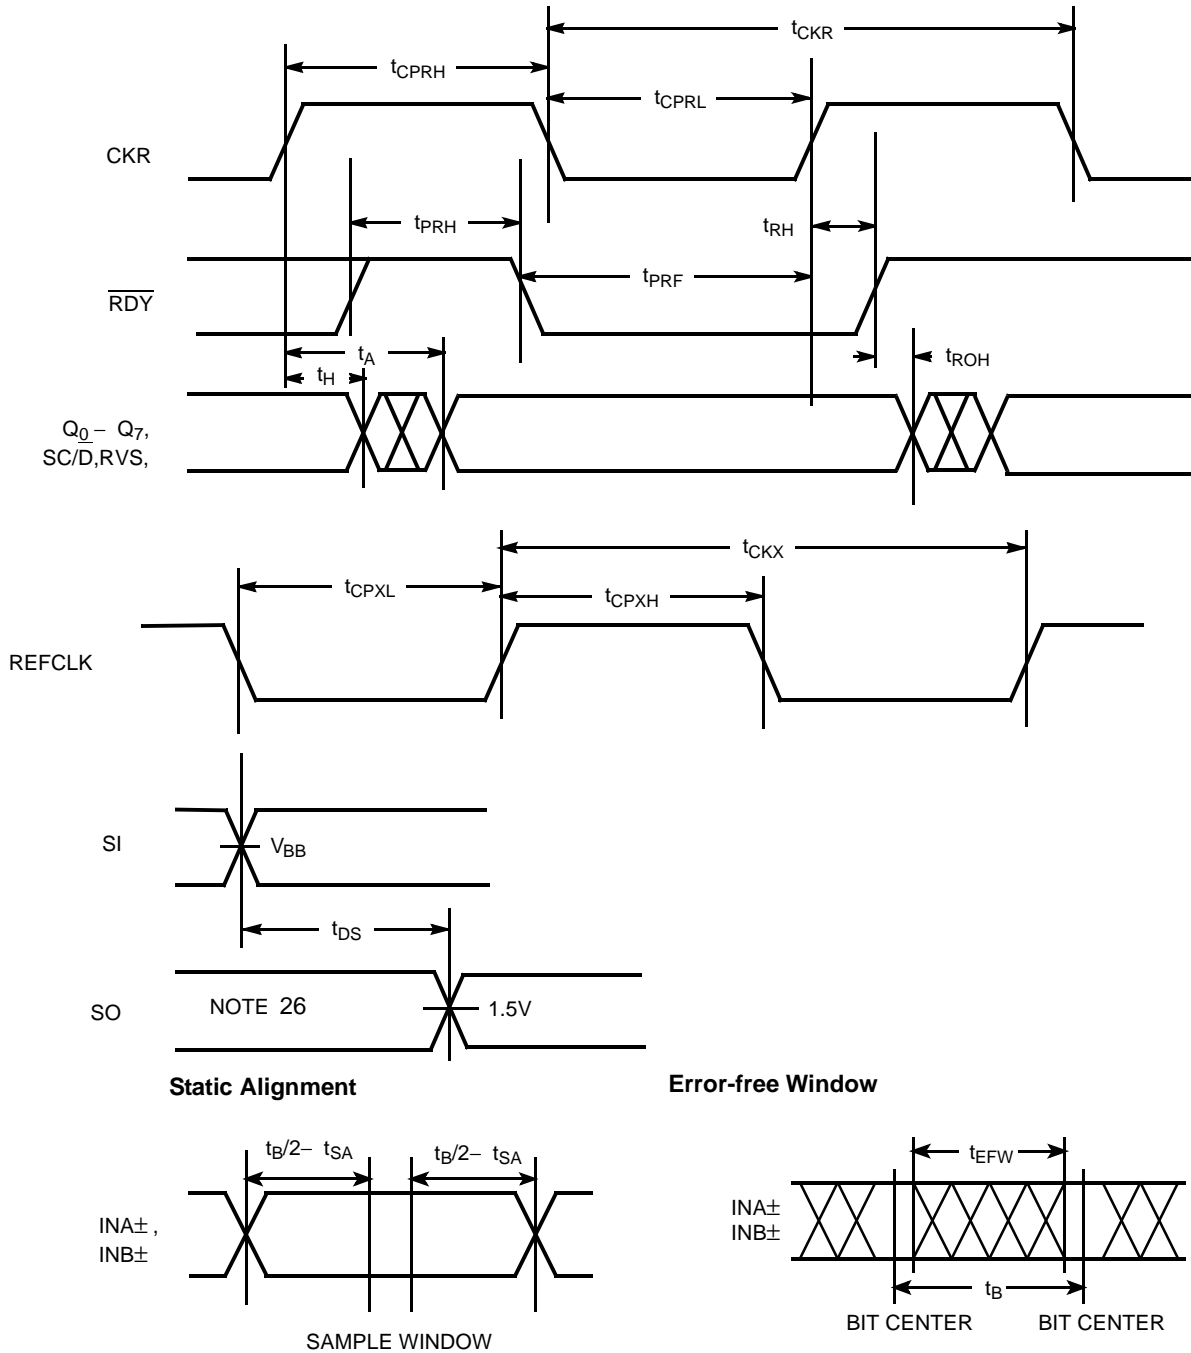 tCKR
tCPRH
tCPRL
CKR
tPRH
tRH
tPRF
RDY
tA
tROH
tH
Q0 – Q7,
SC/D,RVS,
tCKX
tCPXL
tCPXH
REFCLK
SI
VBB
tDS
SO
NOTE 26
1.5V
Static Alignment
Error-free Window
tB/2– tSA
tB/2– tSA
INA±,
INB±
SAMPLE WINDOW
tEFW
INA±
INB±
tB
BIT CENTER
BIT CENTER